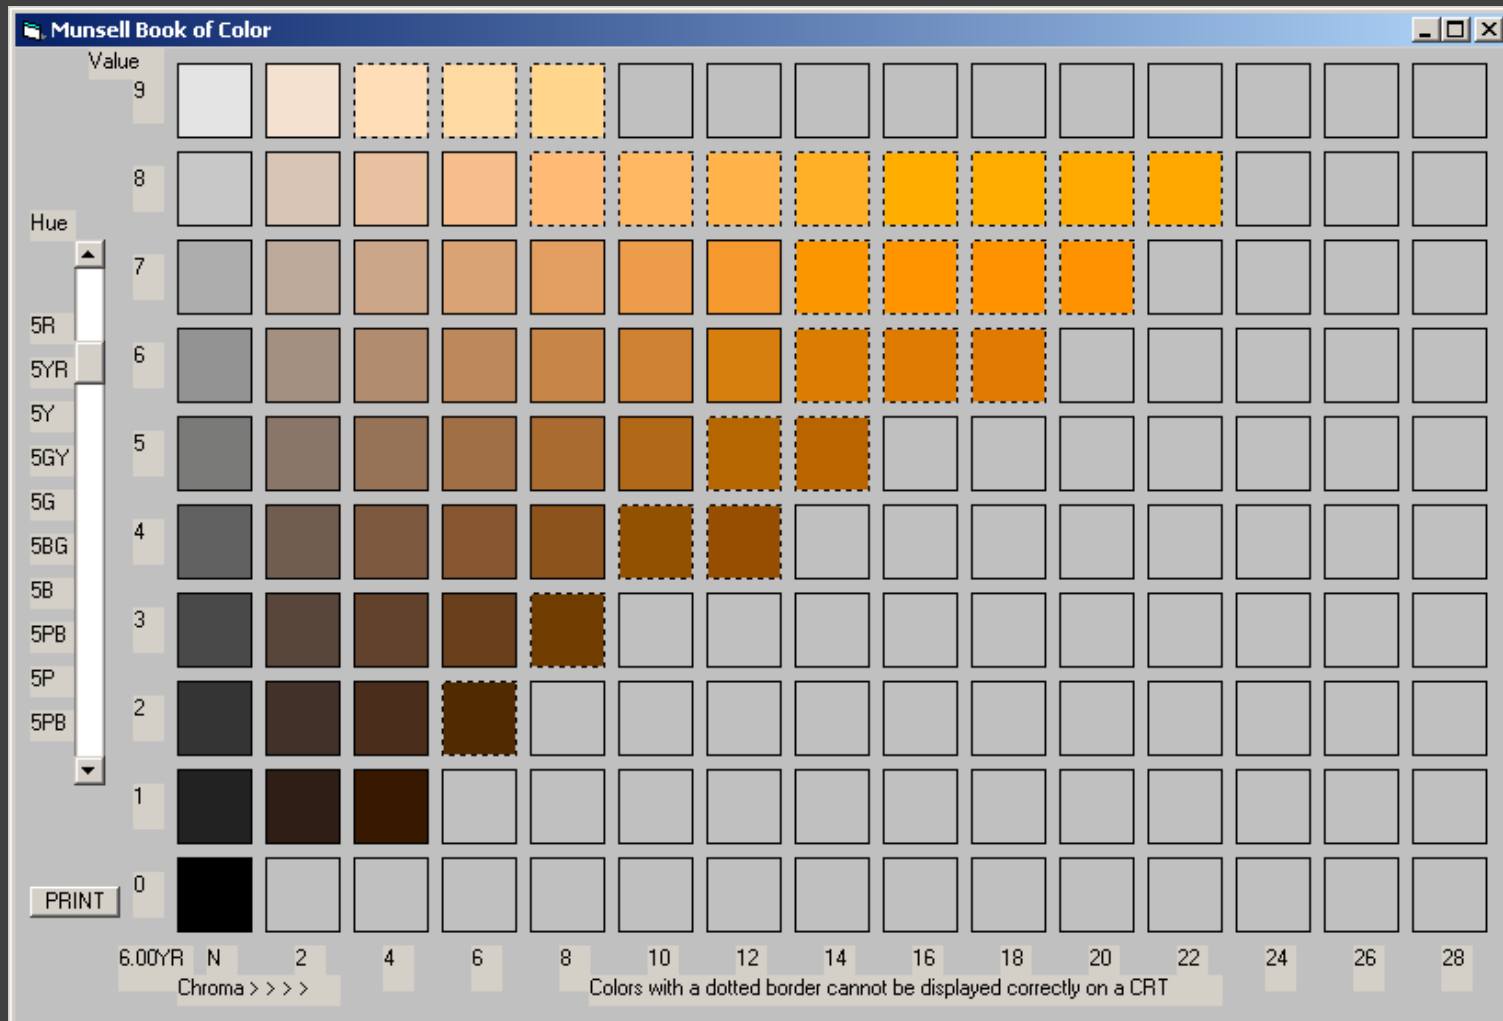 Munsell Book of Color
Value
9
8
Hue
7
5R
6
5YR
5Y
5
5GY
5G
4
5BG
5B
3
5PB
5P
2
5PB
1
0
PRINT
6.00YR N 2 4 6 8 10 12 14 16 18 20 22 24 26 28
Chroma > > > >
Colors with a dotted border cannot be displayed correctly on a CRT